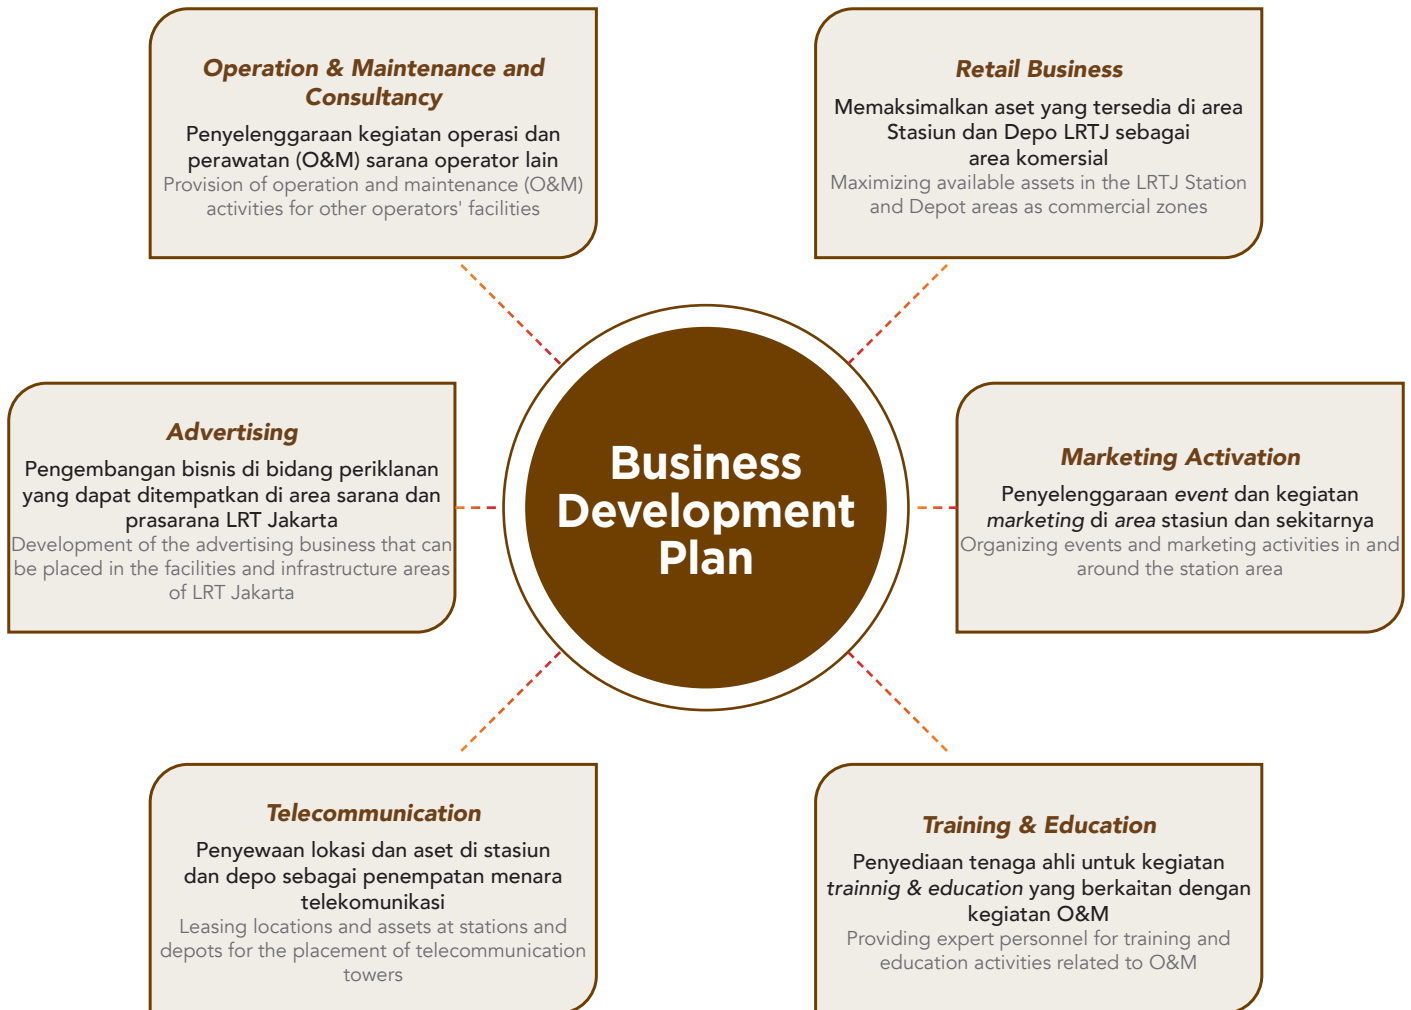 Operation & Maintenance and
Consultancy
Penyelenggaraan kegiatan operasi dan
perawatan (O&M) sarana operator lain
Provision of operation and maintenance (O&M)
activities for other operators' facilities
Retail Business
Memaksimalkan aset yang tersedia di area
Stasiun dan Depo LRTJ sebagai
area komersial
Maximizing available assets in the LRTJ Station
and Depot areas as commercial zones
Advertising
Pengembangan bisnis di bidang periklanan
yang dapat ditempatkan di area sarana dan
prasarana LRT Jakarta
Development of the advertising business that can
be placed in the facilities and infrastructure areas
of LRT Jakarta
Business
Development
Plan
Marketing Activation
Penyelenggaraan event dan kegiatan
marketing di area stasiun dan sekitarnya
Organizing events and marketing activities in and
around the station area
Telecommunication
Penyewaan lokasi dan aset di stasiun
dan depo sebagai penempatan menara
telekomunikasi
Leasing locations and assets at stations and
depots for the placement of telecommunication
towers
Training & Education
Penyediaan tenaga ahli untuk kegiatan
trainnig & education yang berkaitan dengan
kegiatan O&M
Providing expert personnel for training and
education activities related to O&M